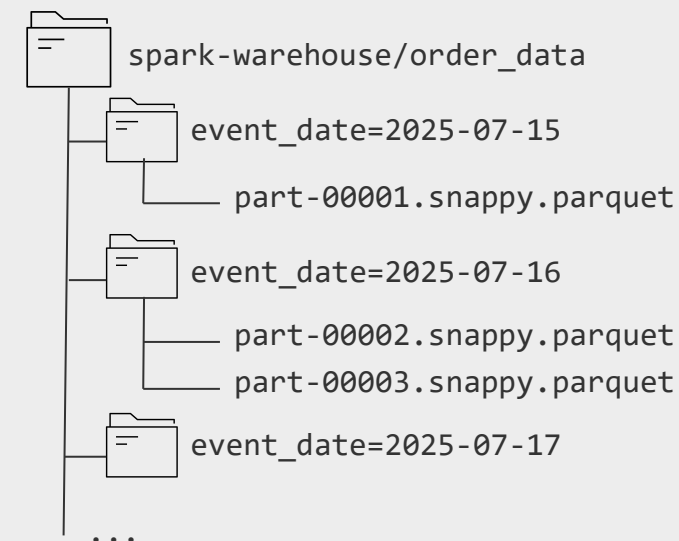 spark-warehouse/order_data
event_date=2025-07-15
part-00001.snappy.parquet
event_date=2025-07-16
part-00002.snappy.parquet
part-00003.snappy.parquet
event_date=2025-07-17
...